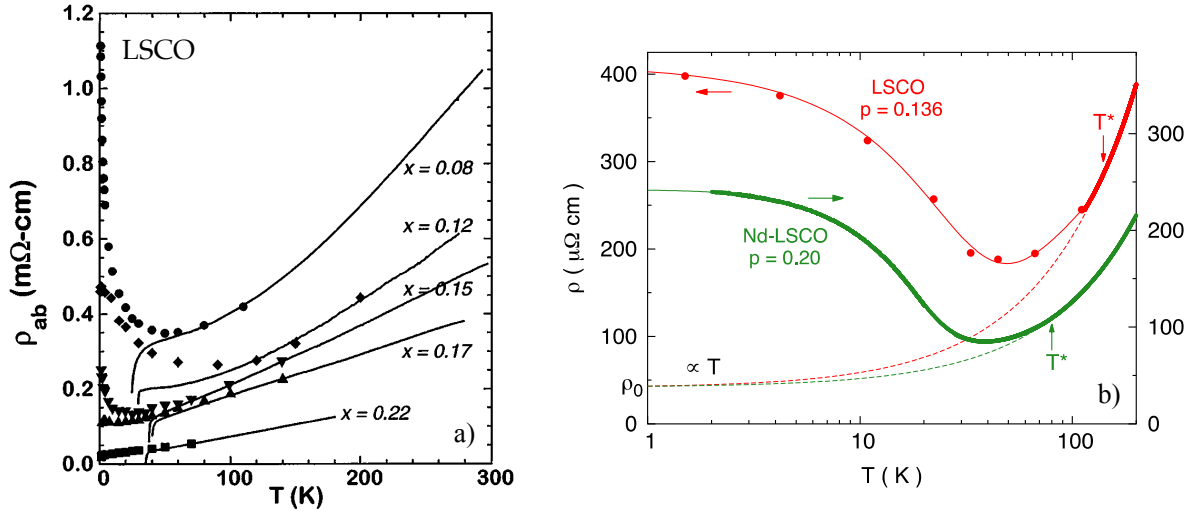 LSCO
ρab (mΩ-cm)
1.2
1.0
0.8
0.6
0.4
0.2
0.0
x = 0.08
x = 0.12
x = 0.15
x = 0.17
x = 0.22
a)
0
100
200
300
T (K)
ρ ( μΩ cm )
400
300
200
100
ρ0
0
LSCO
p = 0.136
T*
Nd-LSCO
p = 0.20
T*
∝ T
b)
300
200
100
0
1
10
100
T ( K )